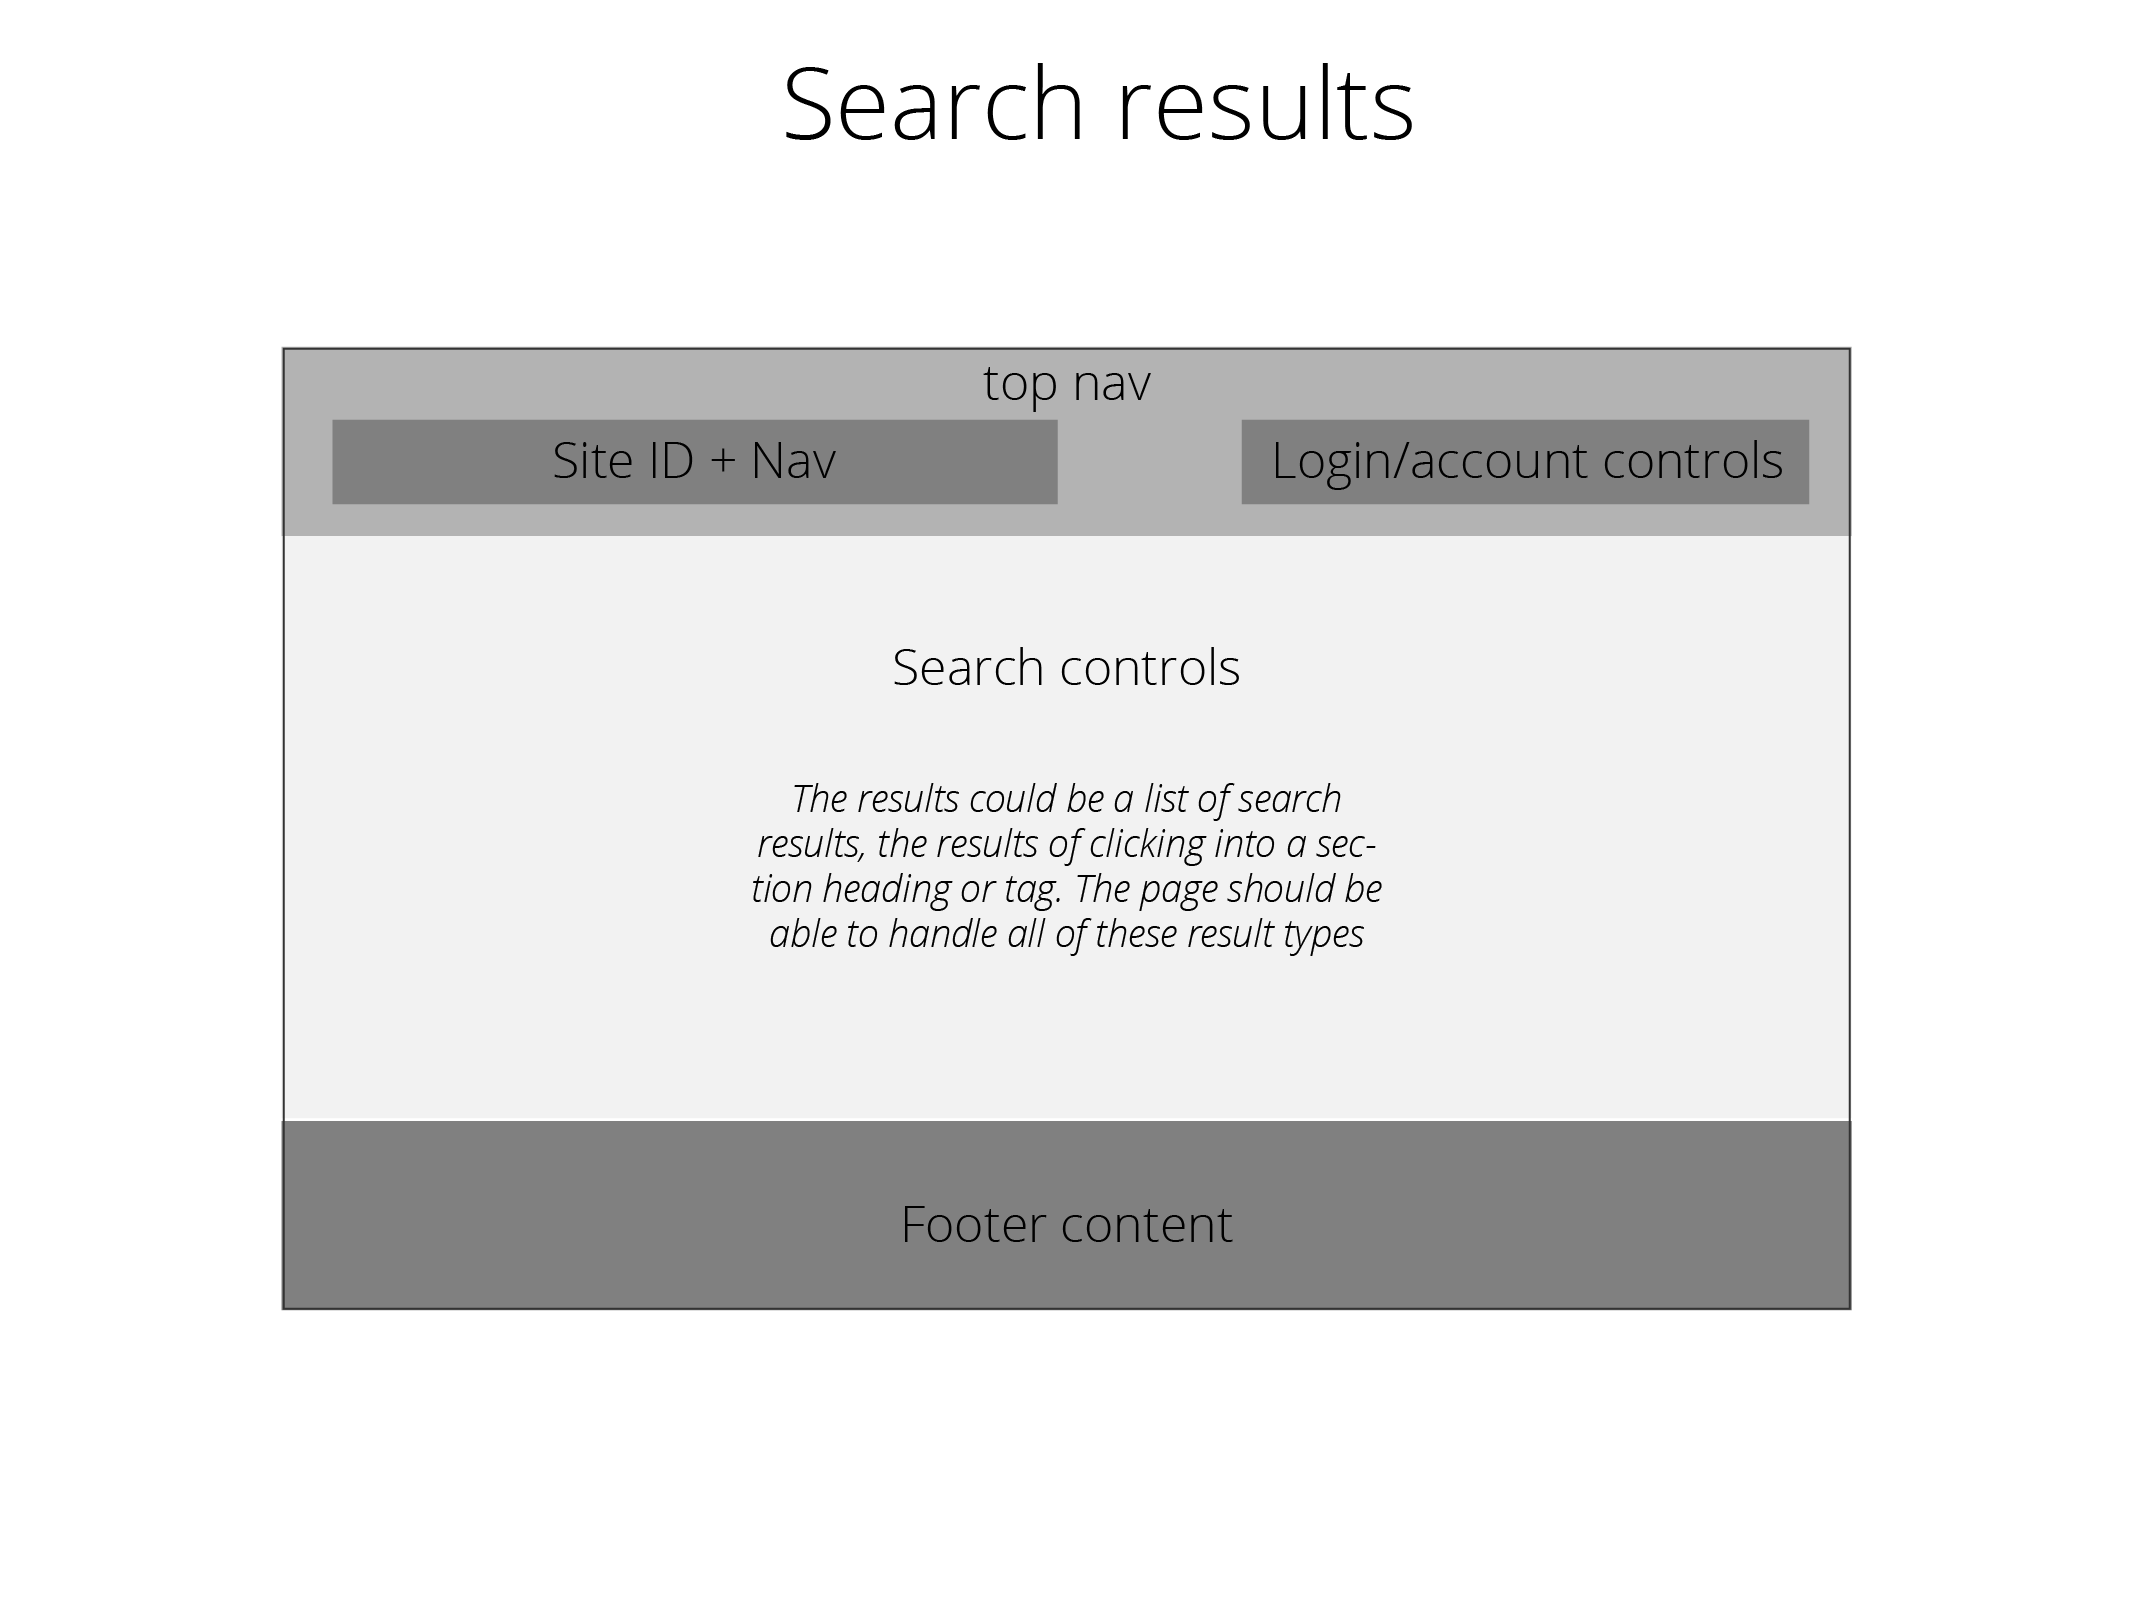 Search results
top nav
Site ID + Nav
Login/account controls
Search controls
The results could be a list of search
results, the results of clicking into a sec-
tion heading or tag. The page should be
able to handle all of these result types
Footer content